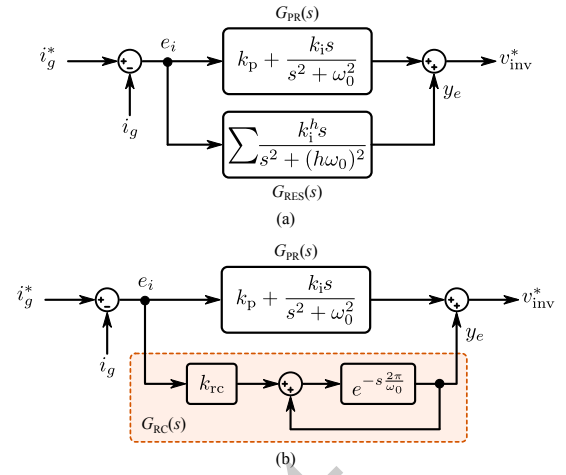 G_PR(s)
i_g^* + − e_i k_p + k_i s / (s^2 + ω_0^2) + + v_inv^*
i_g y_e
∑ k_i^h s / (s^2 + (hω_0)^2)
G_RES(s)
(a)
G_PR(s)
i_g^* + − e_i k_p + k_i s / (s^2 + ω_0^2) + + v_inv^*
i_g y_e
k_rc + + e^{−s 2π/ω_0}
G_RC(s)
(b)